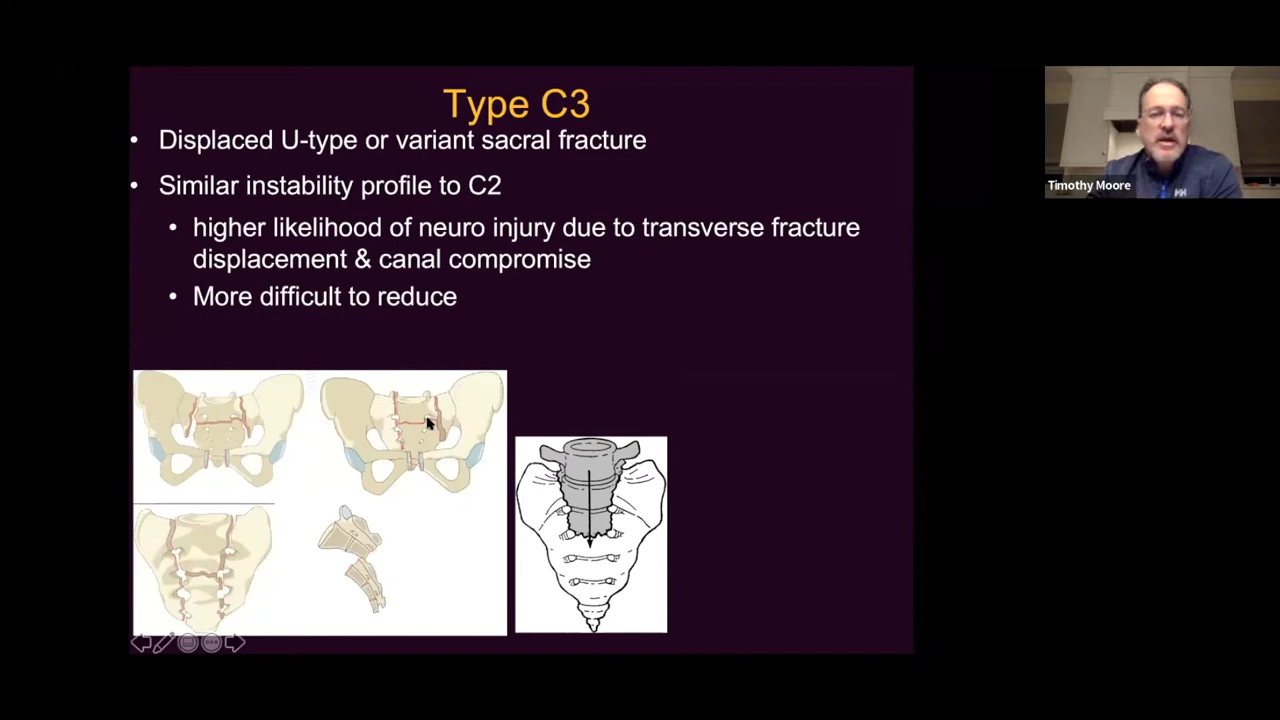 Type C3
• Displaced U-type or variant sacral fracture
• Similar instability profile to C2
• higher likelihood of neuro injury due to transverse fracture
displacement & canal compromise
• More difficult to reduce
Timothy Moore
HH